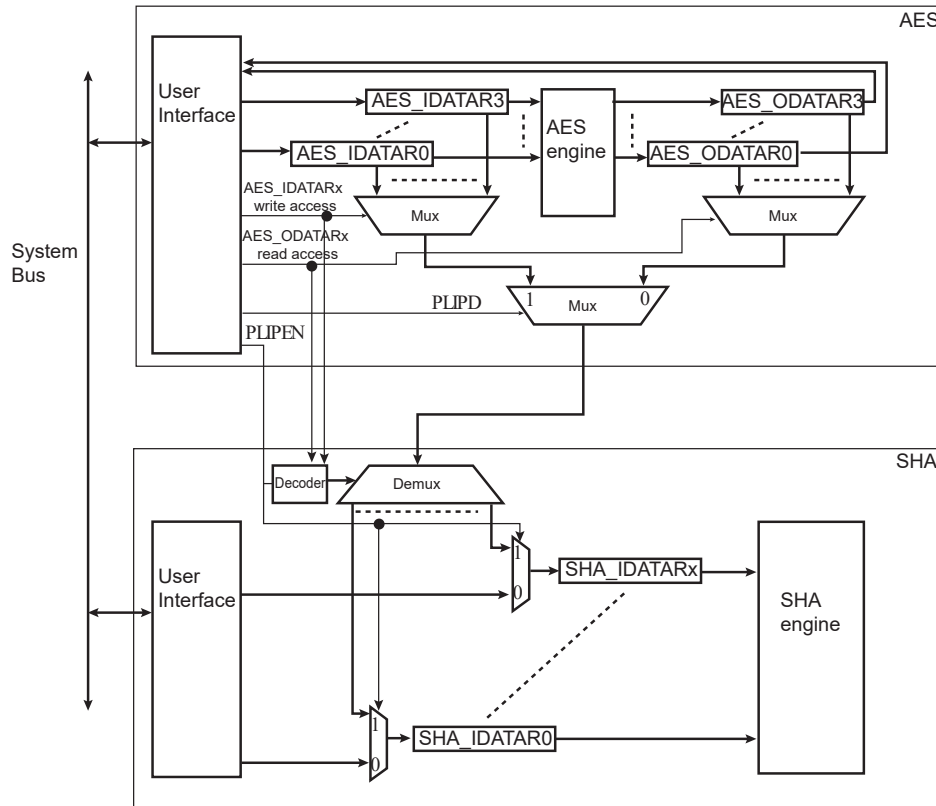 AES
User
Interface
AES_IDATAR3
AES_IDATAR0
AES
engine
AES_ODATAR3
AES_ODATAR0
AES_IDATARx
write access
Mux
Mux
AES_ODATARx
read access
System
Bus
1
Mux
0
PLIPD
PLIPEN
SHA
Decoder
Demux
1
0
SHA_IDATARx
User
Interface
SHA
engine
1
0
SHA_IDATAR0